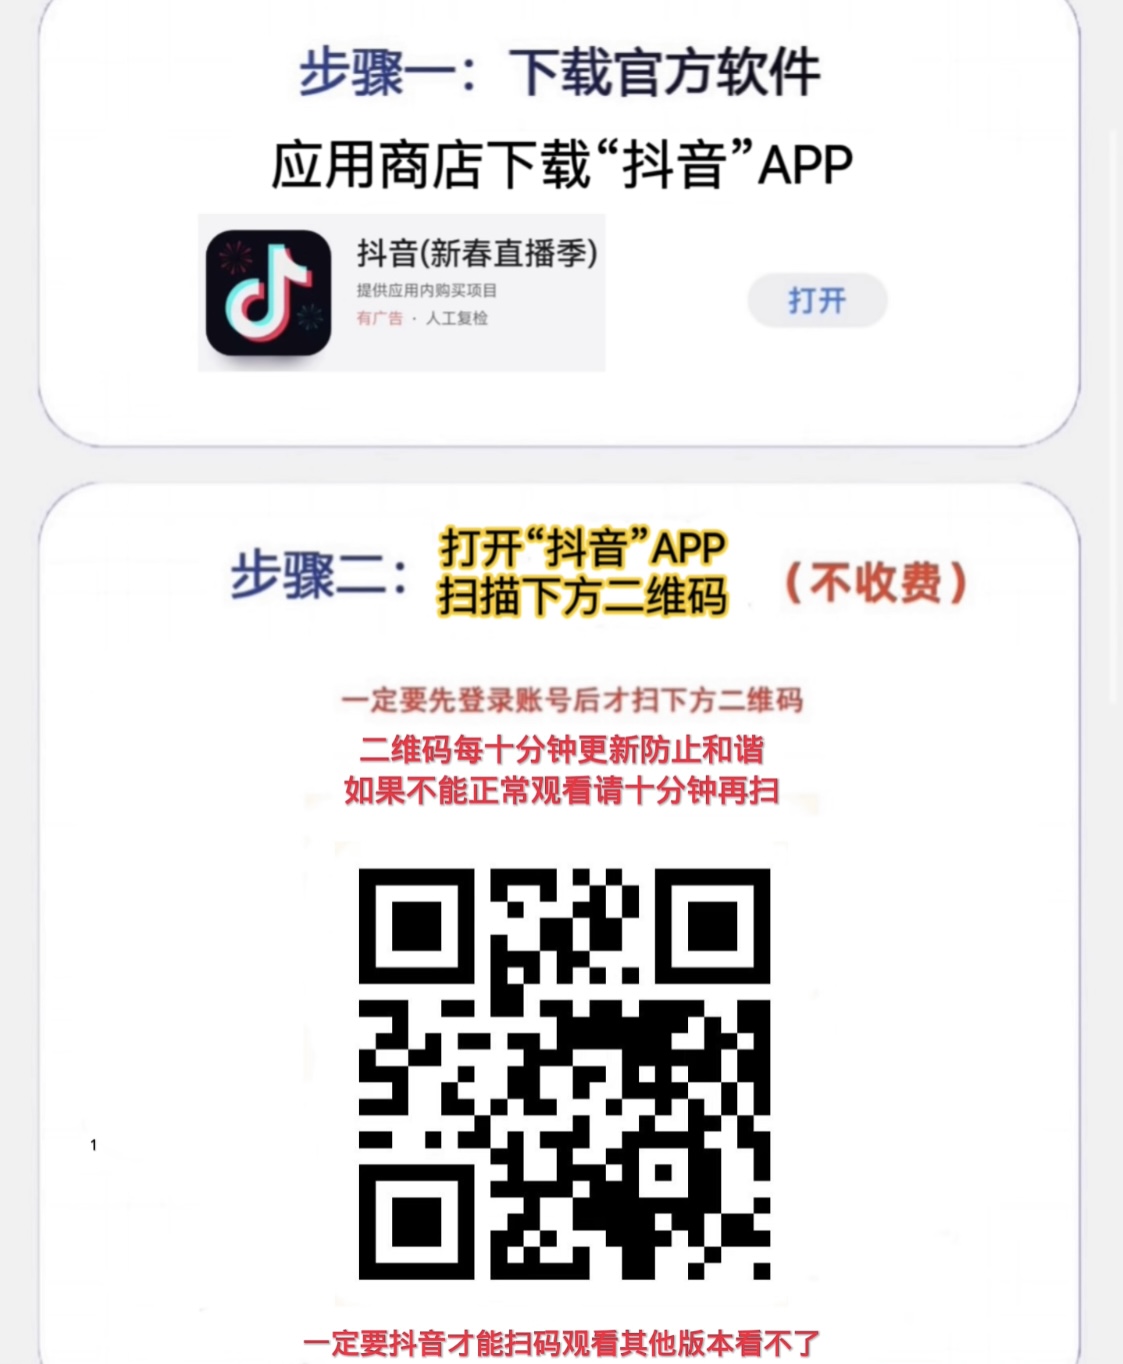 步骤一：下载官方软件
应用商店下载“抖音”APP
抖音(新春直播季)
提供应用内购买项目
有广告 · 人工复检
打开
步骤二：
打开“抖音”APP
扫描下方二维码
（不收费）
一定要先登录账号后才扫下方二维码
二维码每十分钟更新防止和谐
如果不能正常观看请十分钟再扫
1
一定要抖音才能扫码观看其他版本看不了